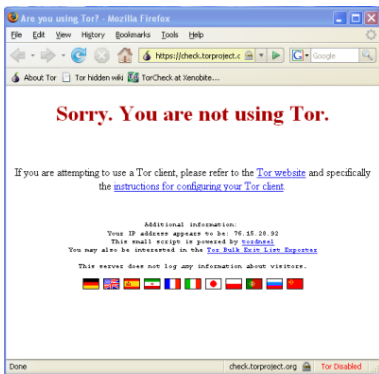 Are you using Tor? - Mozilla Firefox
File Edit View History Bookmarks Tools Help
https://check.torproject.c Google
About Tor Tor hidden wiki TorCheck at Xenobite....
Sorry. You are not using Tor.
If you are attempting to use a Tor client, please refer to the Tor website and specifically
the instructions for configuring your Tor client.
Additional information:
Your IP address appears to be: 76.15.28.92
This small script is powered by tordnsel
You may also be interested in the Tor Bulk Exit List Exporter
This server does not log any information about visitors.
Done check.torproject.org Tor Disabled